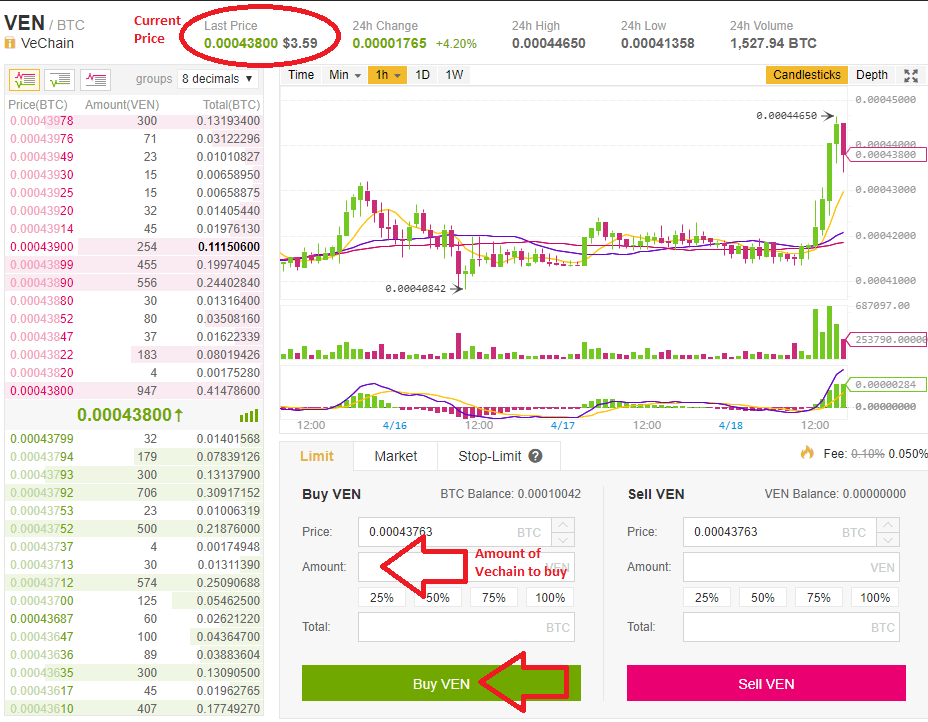 VEN / BTC
VeChain
Current
Price
Last Price
0.00043800 $3.59
24h Change
0.00001765 +4.20%
24h High
0.00044650
24h Low
0.00041358
24h Volume
1,527.94 BTC
groups 8 decimals
Price(BTC) Amount(VEN) Total(BTC)
0.00043978 300 0.13193400
0.00043976 71 0.03122296
0.00043949 23 0.01010827
0.00043930 15 0.00658950
0.00043925 15 0.00658875
0.00043920 32 0.01405440
0.00043914 45 0.01976130
0.00043900 254 0.11150600
0.00043899 455 0.19974045
0.00043890 556 0.24402840
0.00043880 30 0.01316400
0.00043852 80 0.03508160
0.00043847 37 0.01622339
0.00043822 183 0.08019426
0.00043820 4 0.00175280
0.00043800 947 0.41478600
0.00043800↑
0.00043799 32 0.01401568
0.00043794 179 0.07839126
0.00043793 300 0.13137900
0.00043792 706 0.30917152
0.00043753 23 0.01006319
0.00043752 500 0.21876000
0.00043737 4 0.00174948
0.00043713 30 0.01311390
0.00043712 574 0.25090688
0.00043700 125 0.05462500
0.00043687 60 0.02621220
0.00043647 100 0.04364700
0.00043636 89 0.03883604
0.00043635 300 0.13090500
0.00043617 45 0.01962765
0.00043610 407 0.17749270
Time Min 1h 1D 1W
Candlesticks Depth
0.00045000
0.00044650
0.00044000
0.00043800
0.00043000
0.00042000
0.00041000
0.00040842
687097.00
253790.00000
0.00000284
0.00000000
12:00 4/16 12:00 4/17 12:00 4/18 12:00
Limit Market Stop-Limit ?
Fee: 0.10% 0.050%
Buy VEN BTC Balance: 0.00010042
Price: 0.00043763 BTC
Amount: VEN
Amount of
Vechain to buy
25% 50% 75% 100%
Total: BTC
Buy VEN
Sell VEN VEN Balance: 0.00000000
Price: 0.00043763 BTC
Amount: VEN
25% 50% 75% 100%
Total: BTC
Sell VEN